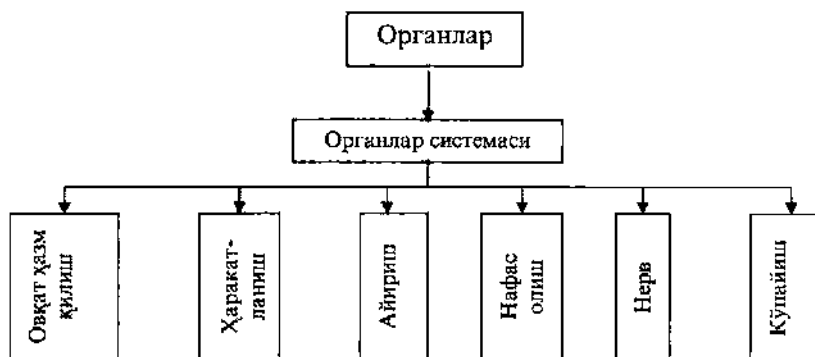 Органлар
Органлар системаси
Овқат ҳазм
қилиш
Ҳаракат-
ланиш
Айириш
Нафас
олиш
Нерв
Кўпайиш